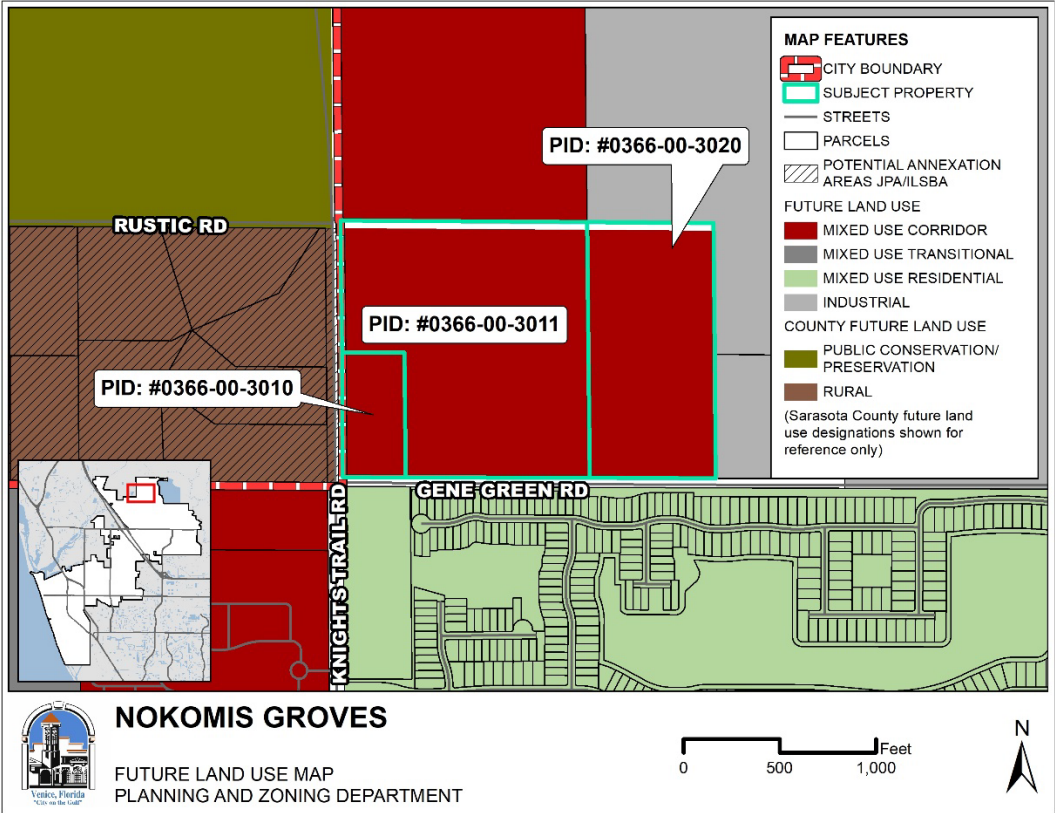 MAP FEATURES
CITY BOUNDARY
SUBJECT PROPERTY
STREETS
PARCELS
POTENTIAL ANNEXATION
AREAS JPA/ILSBA
FUTURE LAND USE
MIXED USE CORRIDOR
MIXED USE TRANSITIONAL
MIXED USE RESIDENTIAL
INDUSTRIAL
COUNTY FUTURE LAND USE
PUBLIC CONSERVATION/
PRESERVATION
RURAL
(Sarasota County future land
use designations shown for
reference only)
PID: #0366-00-3020
RUSTIC RD
PID: #0366-00-3011
PID: #0366-00-3010
GENE GREEN RD
KNIGHTS TRAIL RD
NOKOMIS GROVES
FUTURE LAND USE MAP
PLANNING AND ZONING DEPARTMENT
Venice, Florida
"City on the Gulf"
Feet
0 500 1,000
N